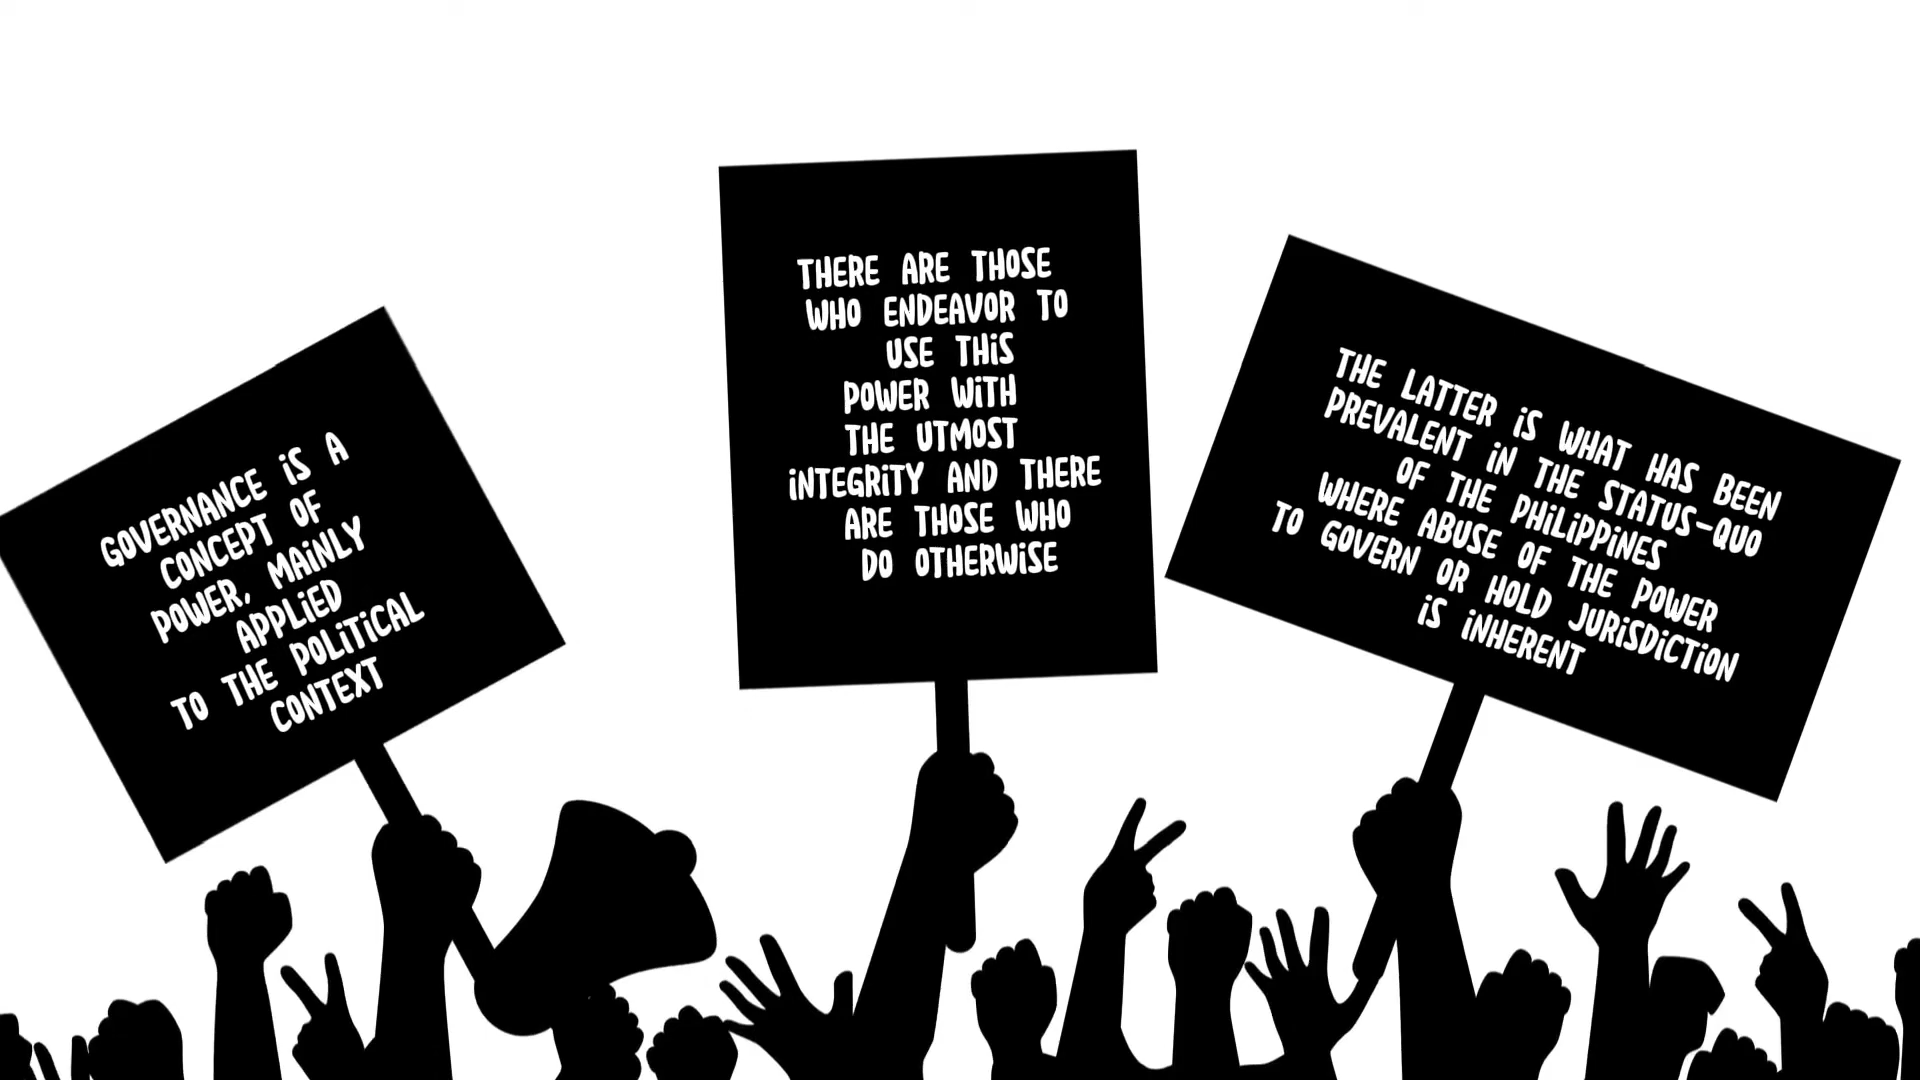 GOVERNANCE iS A
CONCEPT OF
POWER, MAiNLY
APPLiED
TO THE POLiTiCAL
CONTEXT
THERE ARE THOSE
WHO ENDEAVOR TO
USE THiS
POWER WiTH
THE UTMOST
iNTEGRiTY AND THERE
ARE THOSE WHO
DO OTHERWiSE
THE LATTER iS WHAT HAS BEEN
PREVALENT iN THE STATUS-QUO
OF THE PHiLiPPiNES
WHERE ABUSE OF THE POWER
TO GOVERN OR HOLD JURiSDiCTiON
iS iNHERENT